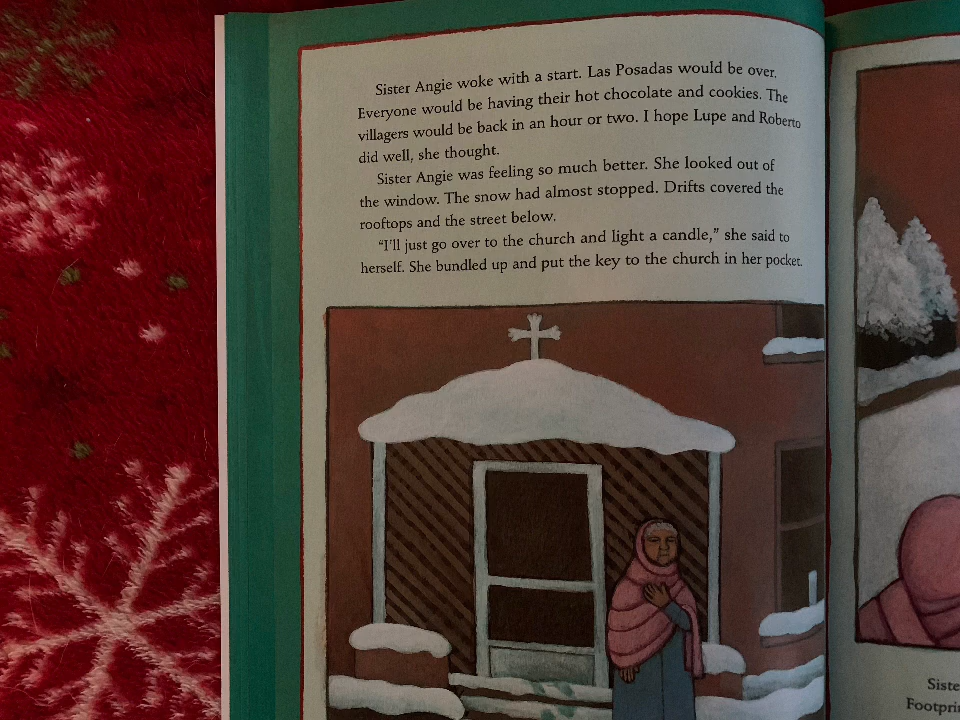 Sister Angie woke with a start. Las Posadas would be over.
Everyone would be having their hot chocolate and cookies. The
villagers would be back in an hour or two. I hope Lupe and Roberto
did well, she thought.
Sister Angie was feeling so much better. She looked out of
the window. The snow had almost stopped. Drifts covered the
rooftops and the street below.
“I’ll just go over to the church and light a candle,” she said to
herself. She bundled up and put the key to the church in her pocket.